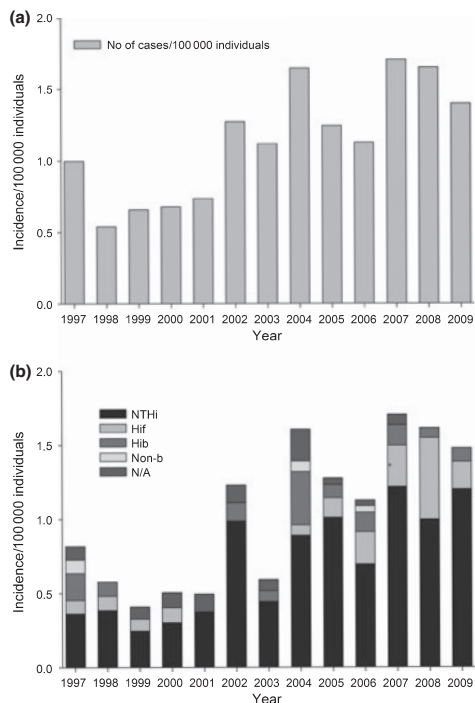 (a)
2.0
No of cases/100 000 individuals
1.5
1.0
0.5
0.0
Incidence/100 000 individuals
1997 1998 1999 2000 2001 2002 2003 2004 2005 2006 2007 2008 2009
Year
(b)
2.0
NTHi
Hif
Hib
Non-b
N/A
1.5
1.0
0.5
0.0
Incidence/100 000 individuals
1997 1998 1999 2000 2001 2002 2003 2004 2005 2006 2007 2008 2009
Year